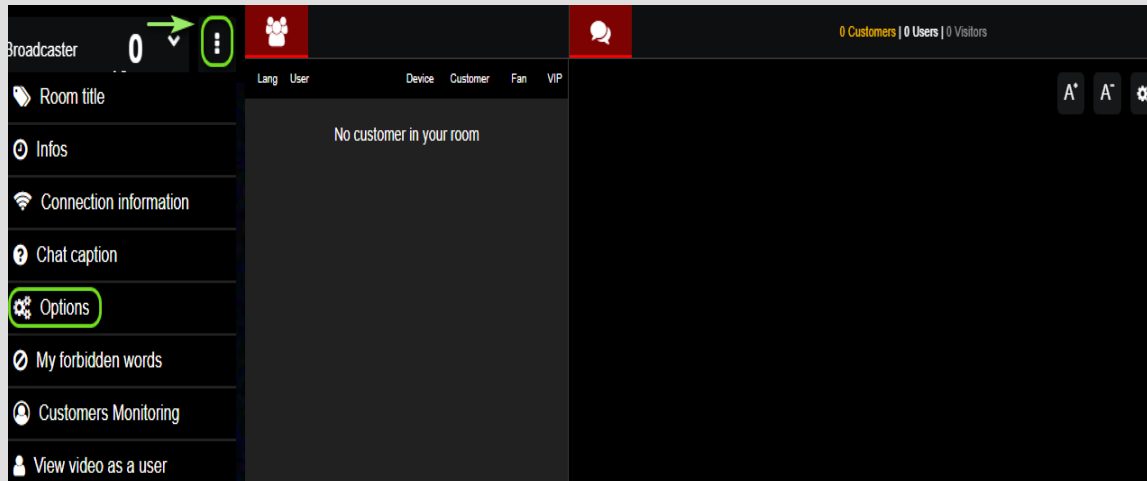 Broadcaster 0
Room title
Infos
Connection information
Chat caption
Options
My forbidden words
Customers Monitoring
View video as a user
Lang User Device Customer Fan VIP
No customer in your room
0 Customers | 0 Users | 0 Visitors
A+ A-